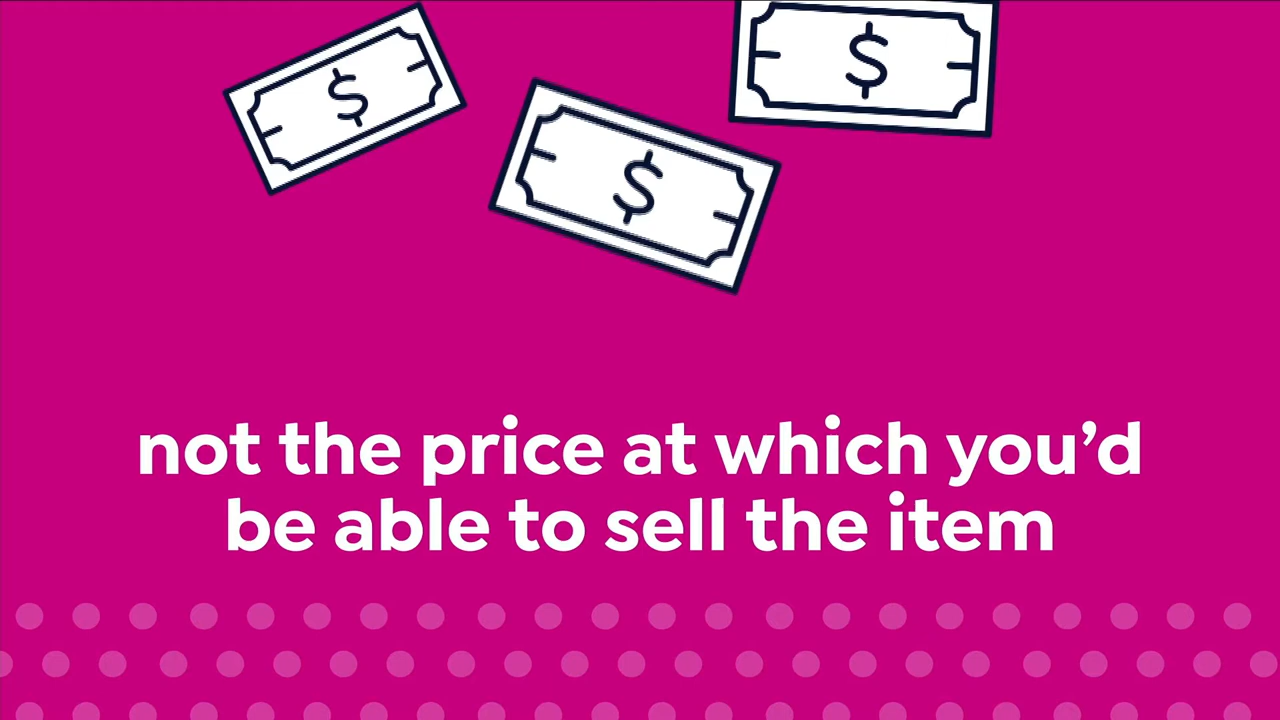 $
$
$
not the price at which you’d
be able to sell the item